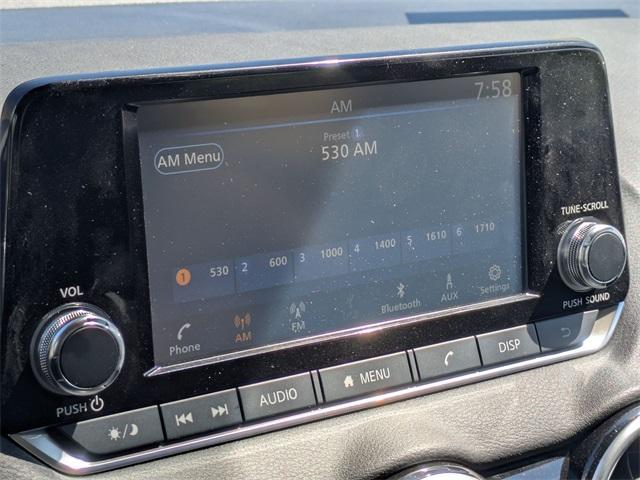 AM
7:58
Preset 1
AM Menu
530 AM
1 530 2 600 3 1000 4 1400 5 1610 6 1710
Phone AM FM Bluetooth AUX Settings
VOL
PUSH
TUNE·SCROLL
PUSH SOUND
AUDIO MENU DISP